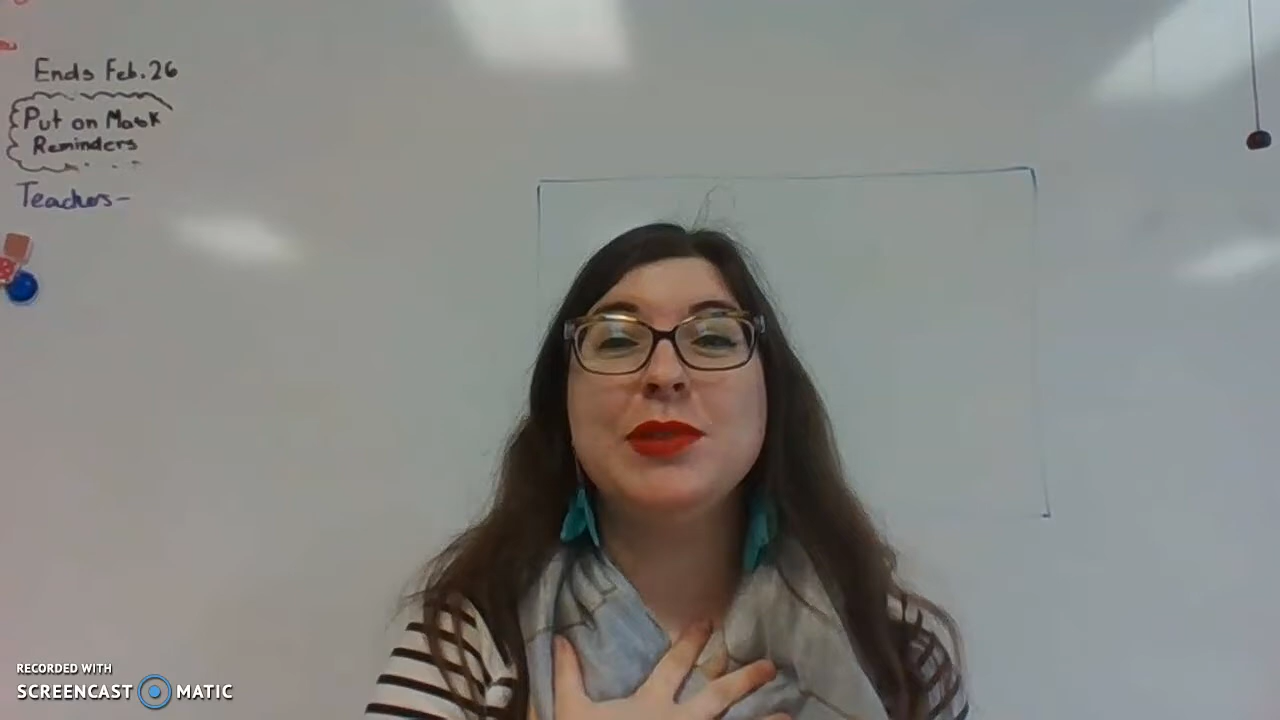 Ends Feb. 26
Put on Mask
Reminders
Teachers-
RECORDED WITH
SCREENCAST MATIC